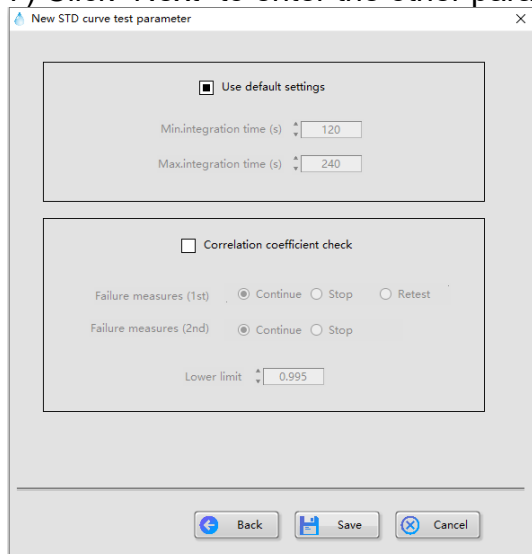 New STD curve test parameter
Use default settings
Min.integration time (s) 120
Max.integration time (s) 240
Correlation coefficient check
Failure measures (1st) Continue Stop Retest
Failure measures (2nd) Continue Stop
Lower limit 0.995
Back Save Cancel